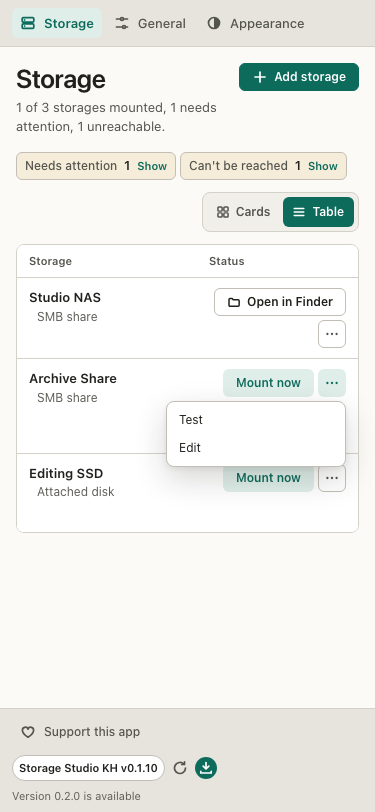 Storage General Appearance
Storage
Add storage
1 of 3 storages mounted, 1 needs
attention, 1 unreachable.
Needs attention 1 Show Can't be reached 1 Show
Cards Table
Storage Status
Studio NAS
Open in Finder
SMB share
Archive Share
Mount now
SMB share
Test
Edit
Editing SSD
Mount now
Attached disk
Support this app
Storage Studio KH v0.1.10
Version 0.2.0 is available